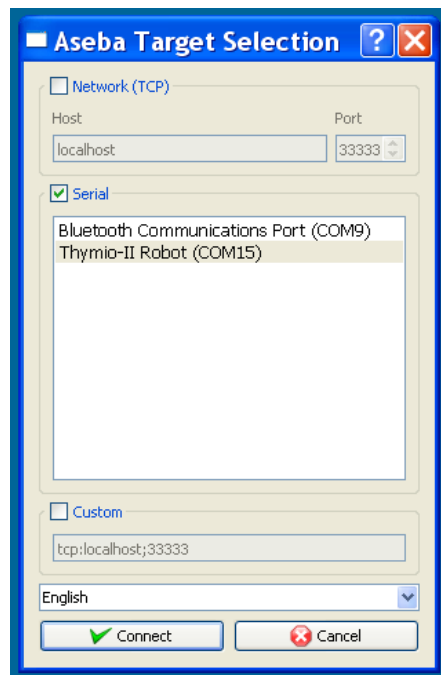 Aseba Target Selection
Network (TCP)
Host Port
localhost 33333
Serial
Bluetooth Communications Port (COM9)
Thymio-II Robot (COM15)
Custom
tcp:localhost;33333
English
Connect Cancel